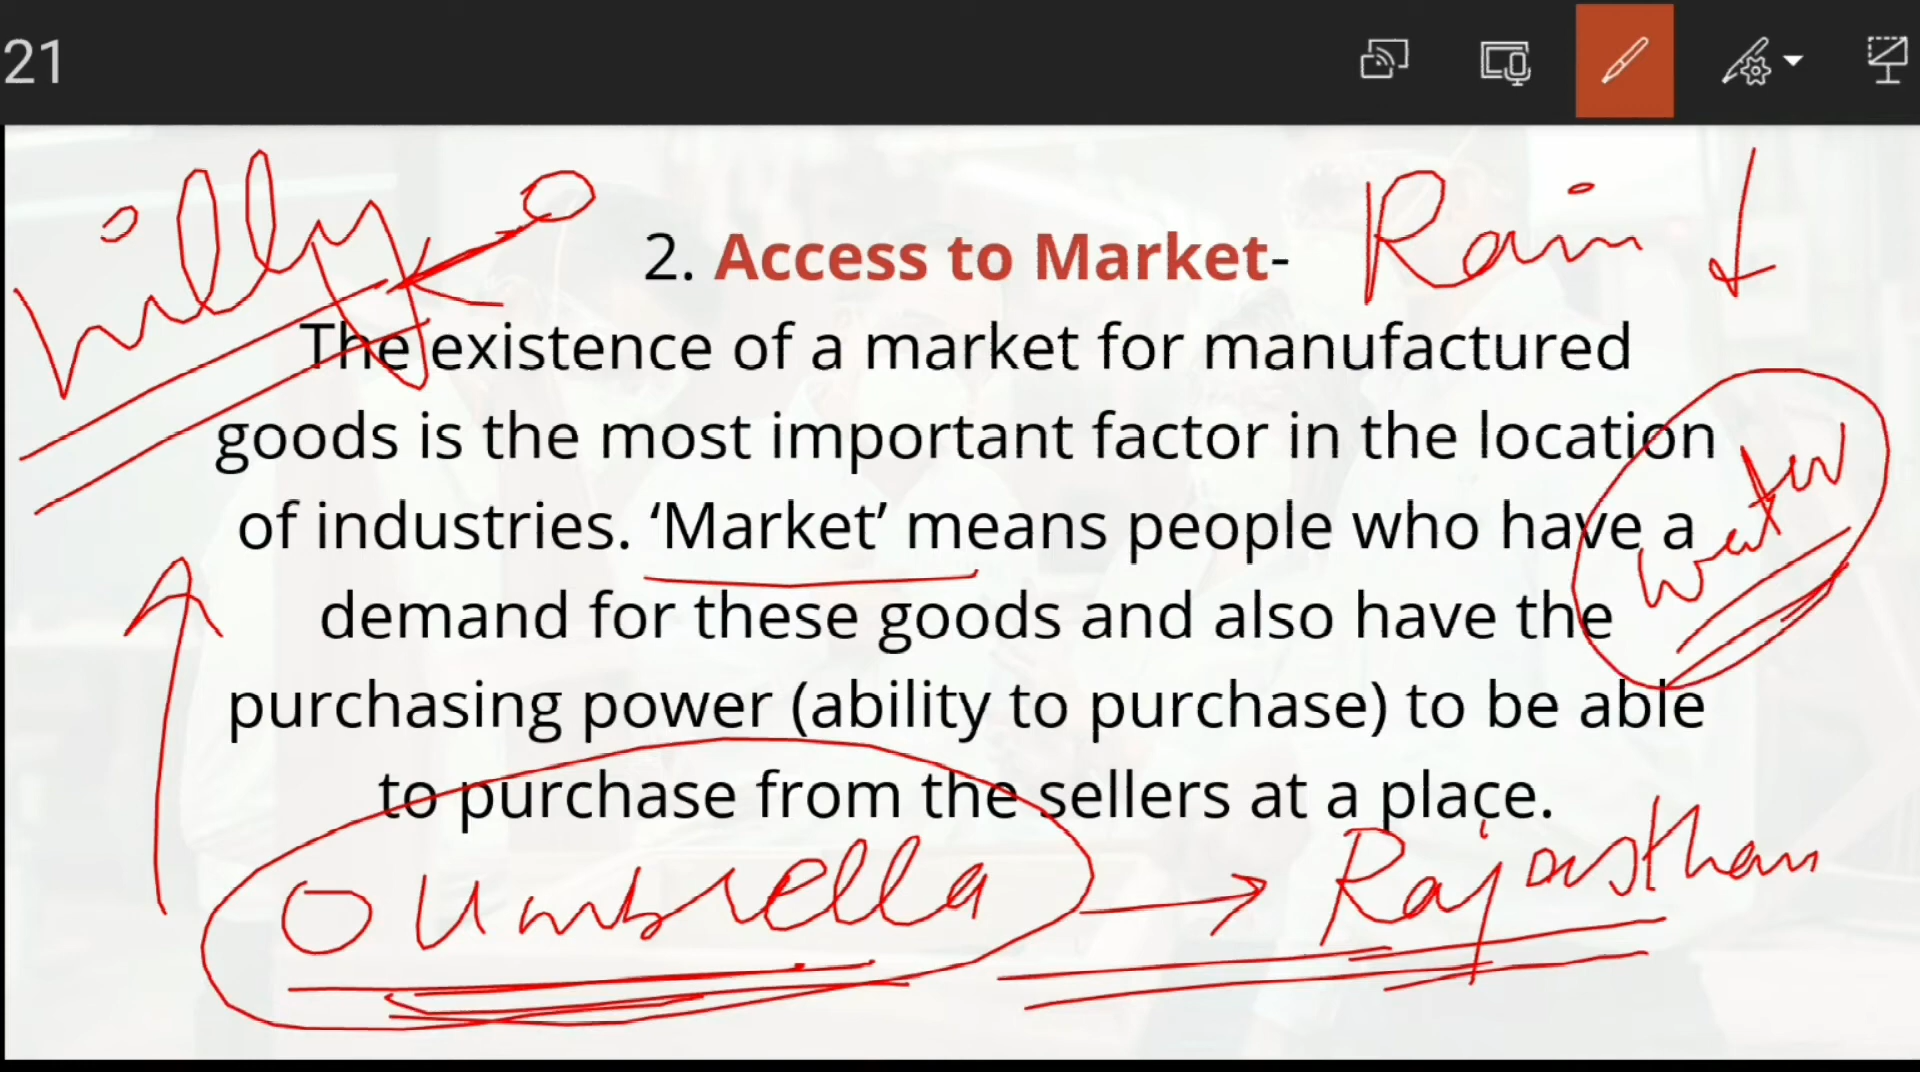 21
hilly
Rain
2. Access to Market-
The existence of a market for manufactured
goods is the most important factor in the location
of industries. ‘Market’ means people who have a
water
demand for these goods and also have the
purchasing power (ability to purchase) to be able
to purchase from the sellers at a place.
Umbrella → Rajasthan